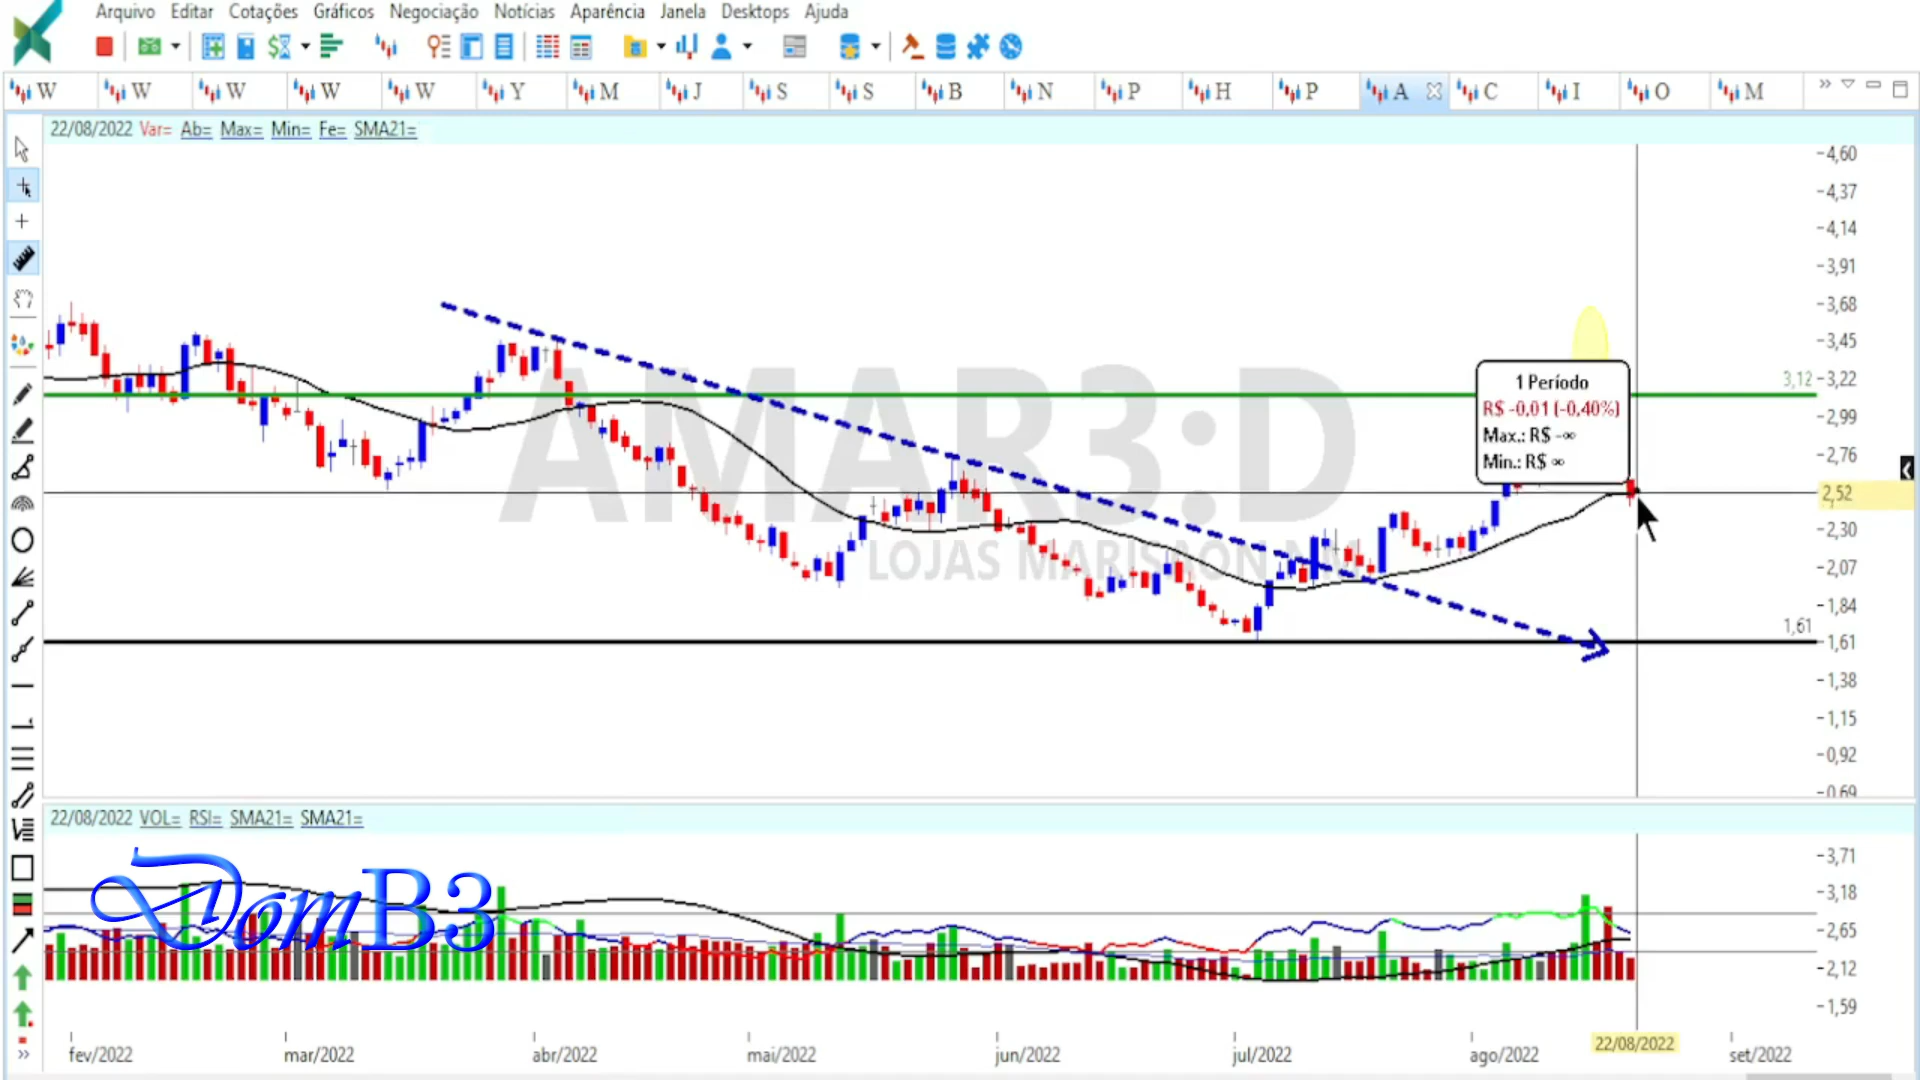 Arquivo Editar Cotações Gráficos Negociação Notícias Aparência Janela Desktops Ajuda
W W W W W Y M J S S B N P H P A C I O M
22/08/2022 Var= Ab= Max= Min= Fe= SMA21=
AMAR3:D
4,60
4,37
4,14
3,91
3,68
3,45
3,12 3,22
2,99
2,76
2,52
2,30
2,07
1,84
1,61 1,61
1,38
1,15
0,92
0,69
1 Período
R$ -0,01 (-0,40%)
Max.: R$ -∞
Min.: R$ ∞
22/08/2022 VOL= RSI= SMA21= SMA21=
DomB3
3,71
3,18
2,65
2,12
1,59
fev/2022 mar/2022 abr/2022 mai/2022 jun/2022 jul/2022 ago/2022 22/08/2022 set/2022